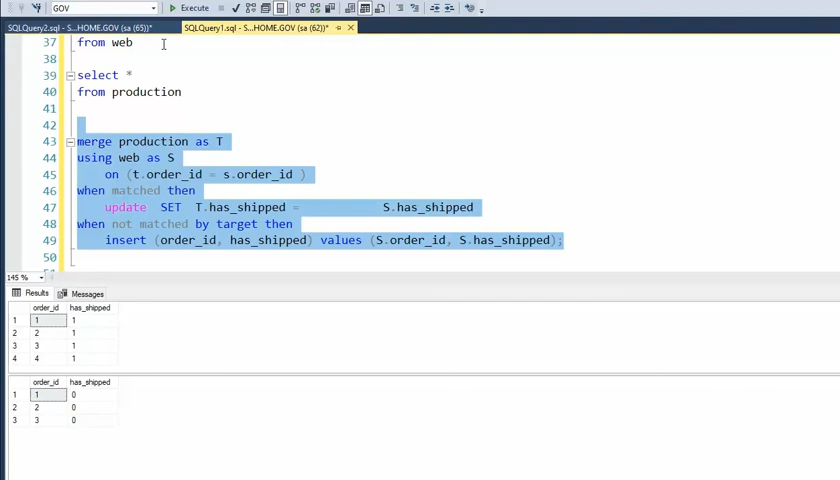 GOV Execute
SQLQuery2.sql - S...HOME.GOV (sa (65))* SQLQuery1.sql - S...HOME.GOV (sa (62))*
37 from web
38
39 select *
40 from production
41
42
43 merge production as T
44 using web as S
45 on (t.order_id = s.order_id )
46 when matched then
47 update SET T.has_shipped = S.has_shipped
48 when not matched by target then
49 insert (order_id, has_shipped) values (S.order_id, S.has_shipped);
50
145 %
Results Messages
order_id has_shipped
1 1 1
2 2 1
3 3 1
4 4 1
order_id has_shipped
1 1 0
2 2 0
3 3 0